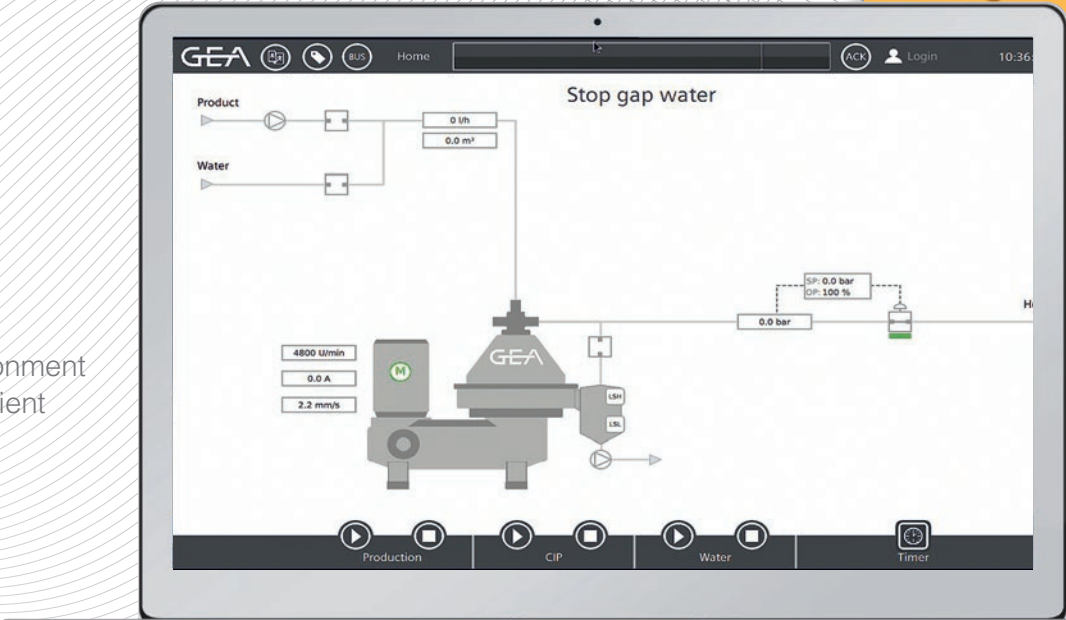 GEA
BUS
Home
ACK
Login
10:36:
Stop gap water
Product
0 l/h
0.0 m³
Water
SP: 0.0 bar
OP: 100 %
0.0 bar
4800 U/min
M
GEA
0.0 A
2.2 mm/s
LSH
LSL
onment
ient
Production
CIP
Water
Timer